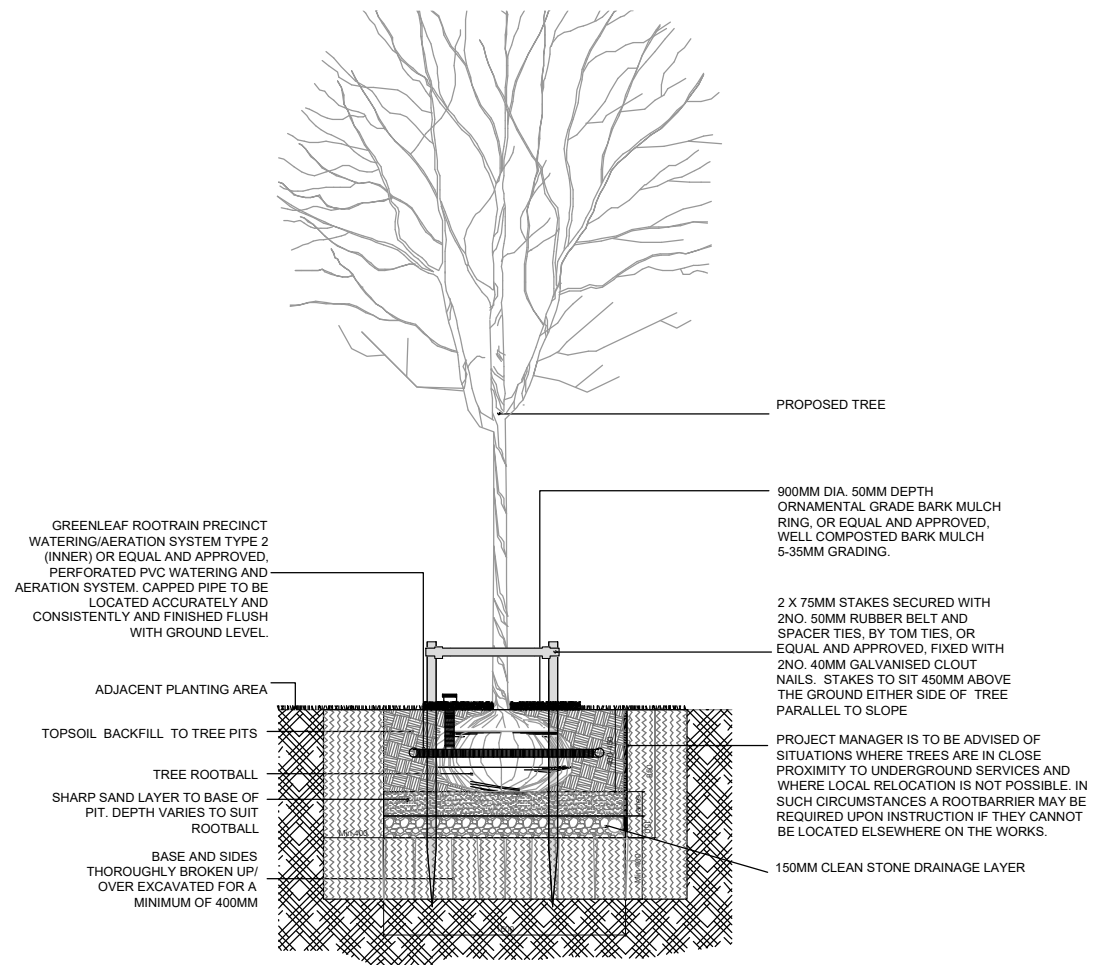 PROPOSED TREE
900MM DIA. 50MM DEPTH
ORNAMENTAL GRADE BARK MULCH
RING, OR EQUAL AND APPROVED,
WELL COMPOSTED BARK MULCH
5-35MM GRADING.
GREENLEAF ROOTRAIN PRECINCT
WATERING/AERATION SYSTEM TYPE 2
(INNER) OR EQUAL AND APPROVED,
PERFORATED PVC WATERING AND
AERATION SYSTEM. CAPPED PIPE TO BE
LOCATED ACCURATELY AND
CONSISTENTLY AND FINISHED FLUSH
WITH GROUND LEVEL.
2 X 75MM STAKES SECURED WITH
2NO. 50MM RUBBER BELT AND
SPACER TIES, BY TOM TIES, OR
EQUAL AND APPROVED, FIXED WITH
2NO. 40MM GALVANISED CLOUT
NAILS. STAKES TO SIT 450MM ABOVE
THE GROUND EITHER SIDE OF TREE
PARALLEL TO SLOPE
ADJACENT PLANTING AREA
TOPSOIL BACKFILL TO TREE PITS
TREE ROOTBALL
SHARP SAND LAYER TO BASE OF
PIT. DEPTH VARIES TO SUIT
ROOTBALL
BASE AND SIDES
THOROUGHLY BROKEN UP/
OVER EXCAVATED FOR A
MINIMUM OF 400MM
PROJECT MANAGER IS TO BE ADVISED OF
SITUATIONS WHERE TREES ARE IN CLOSE
PROXIMITY TO UNDERGROUND SERVICES AND
WHERE LOCAL RELOCATION IS NOT POSSIBLE. IN
SUCH CIRCUMSTANCES A ROOTBARRIER MAY BE
REQUIRED UPON INSTRUCTION IF THEY CANNOT
BE LOCATED ELSEWHERE ON THE WORKS.
150MM CLEAN STONE DRAINAGE LAYER
Min 400
Min 400